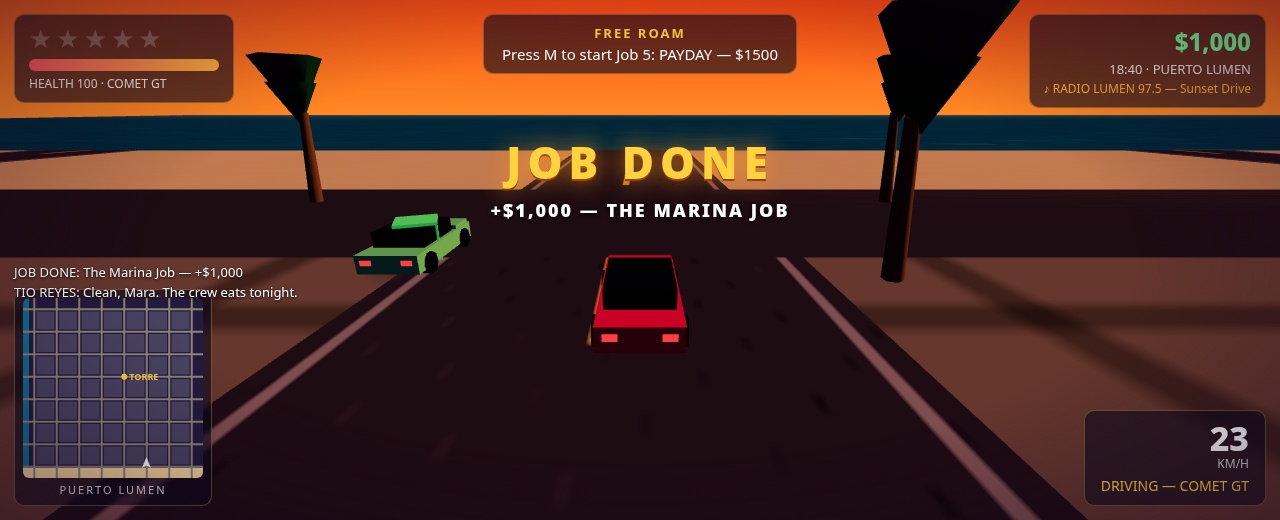 ★★★★★
HEALTH 100 · COMET GT
FREE ROAM
Press M to start Job 5: PAYDAY — $1500
$1,000
18:40 · PUERTO LUMEN
♪ RADIO LUMEN 97.5 — Sunset Drive
JOB DONE
+$1,000 — THE MARINA JOB
JOB DONE: The Marina Job — +$1,000
TIO REYES: Clean, Mara. The crew eats tonight.
TORRE
PUERTO LUMEN
23
KM/H
DRIVING — COMET GT